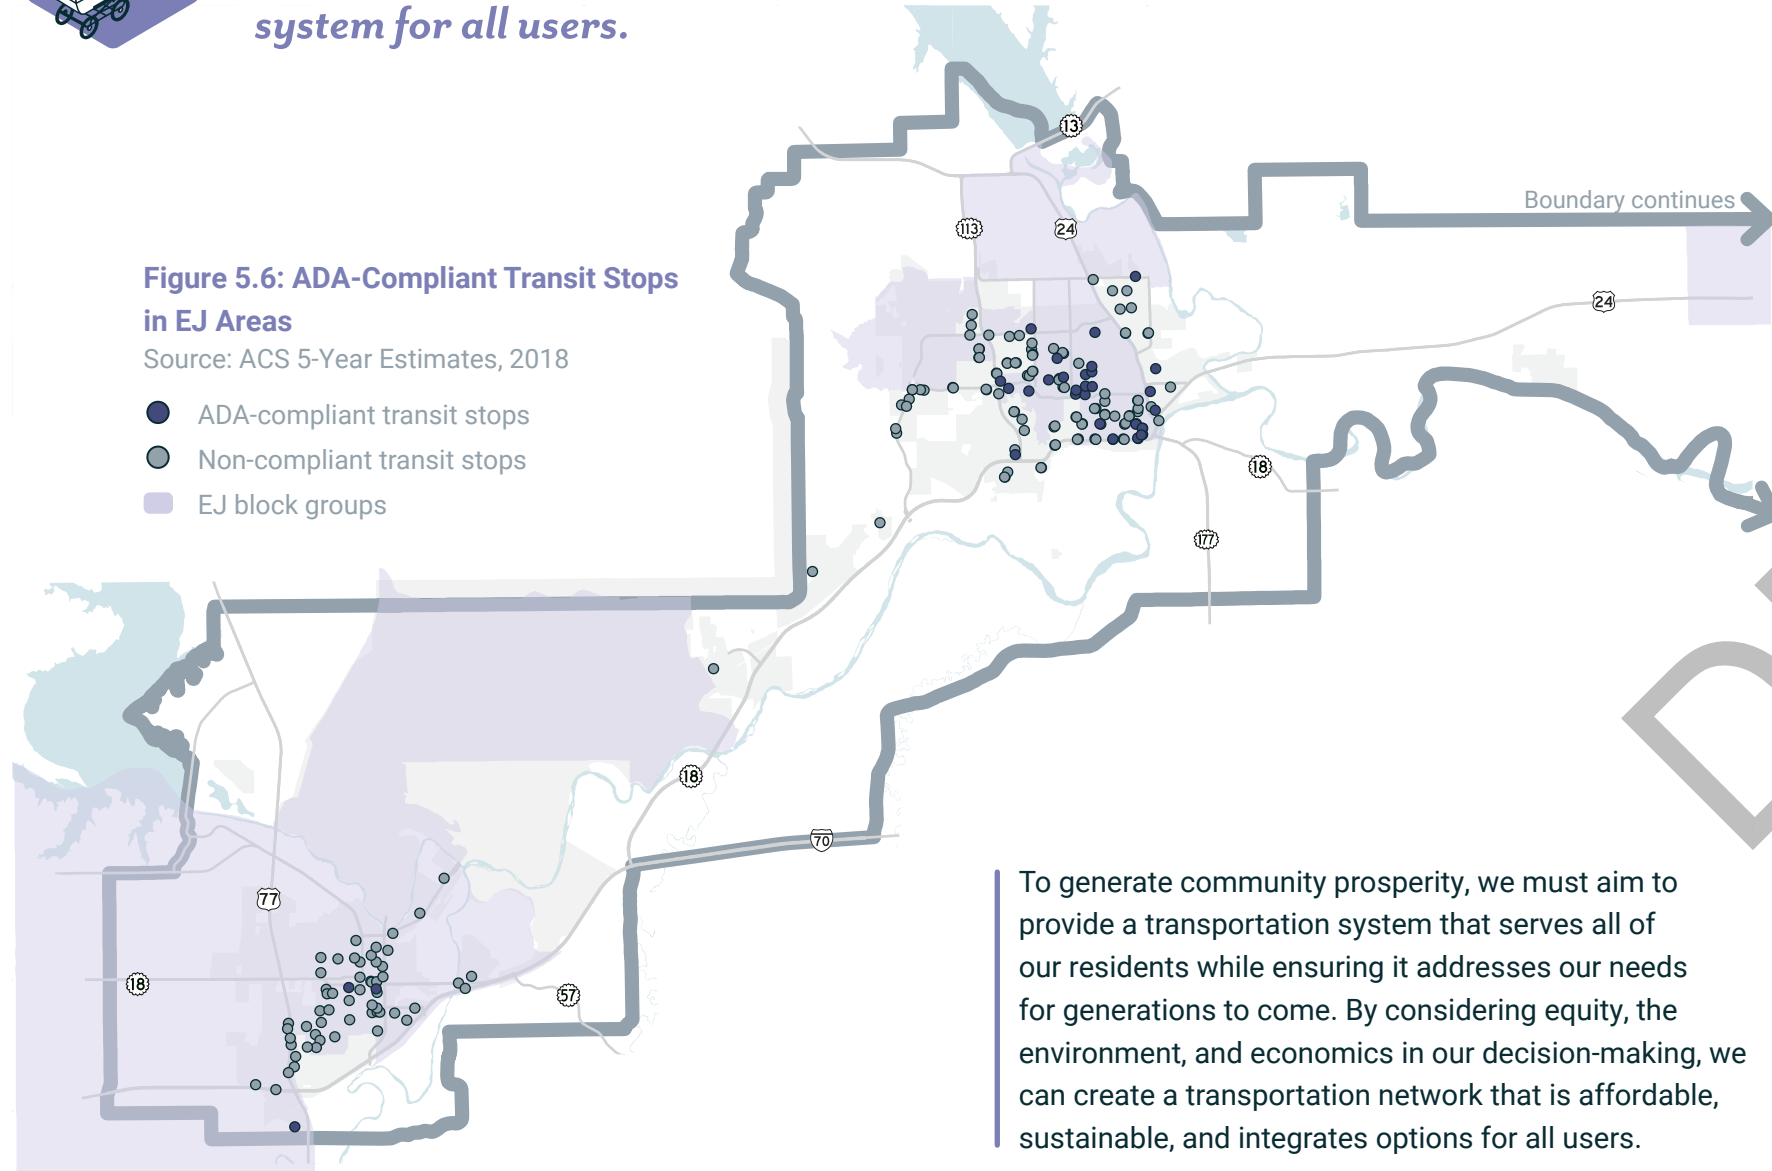 system for all users.
13
Boundary continues
113
24
Figure 5.6: ADA-Compliant Transit Stops
in EJ Areas
24
Source: ACS 5-Year Estimates, 2018
ADA-compliant transit stops
Non-compliant transit stops
18
EJ block groups
177
18
70
To generate community prosperity, we must aim to
provide a transportation system that serves all of
our residents while ensuring it addresses our needs
for generations to come. By considering equity, the
environment, and economics in our decision-making, we
can create a transportation network that is affordable,
sustainable, and integrates options for all users.
77
18
57